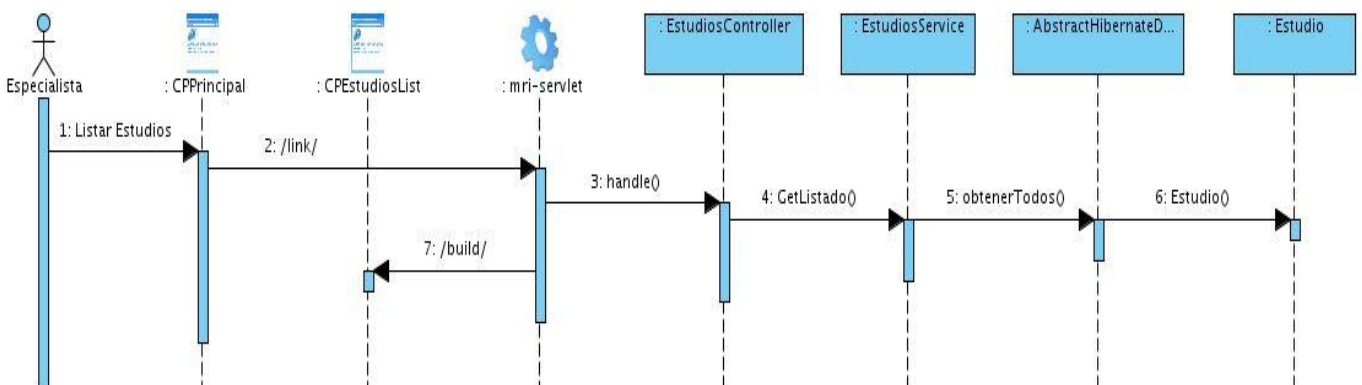 : EstudiosController
: EstudiosService
: AbstractHibernateD...
: Estudio
Especialista
: CPPrincipal
: CPEstudiosList
: mri-servlet
1: Listar Estudios
2: /link/
3: handle()
4: GetListado()
5: obtenerTodos()
6: Estudio()
7: /build/